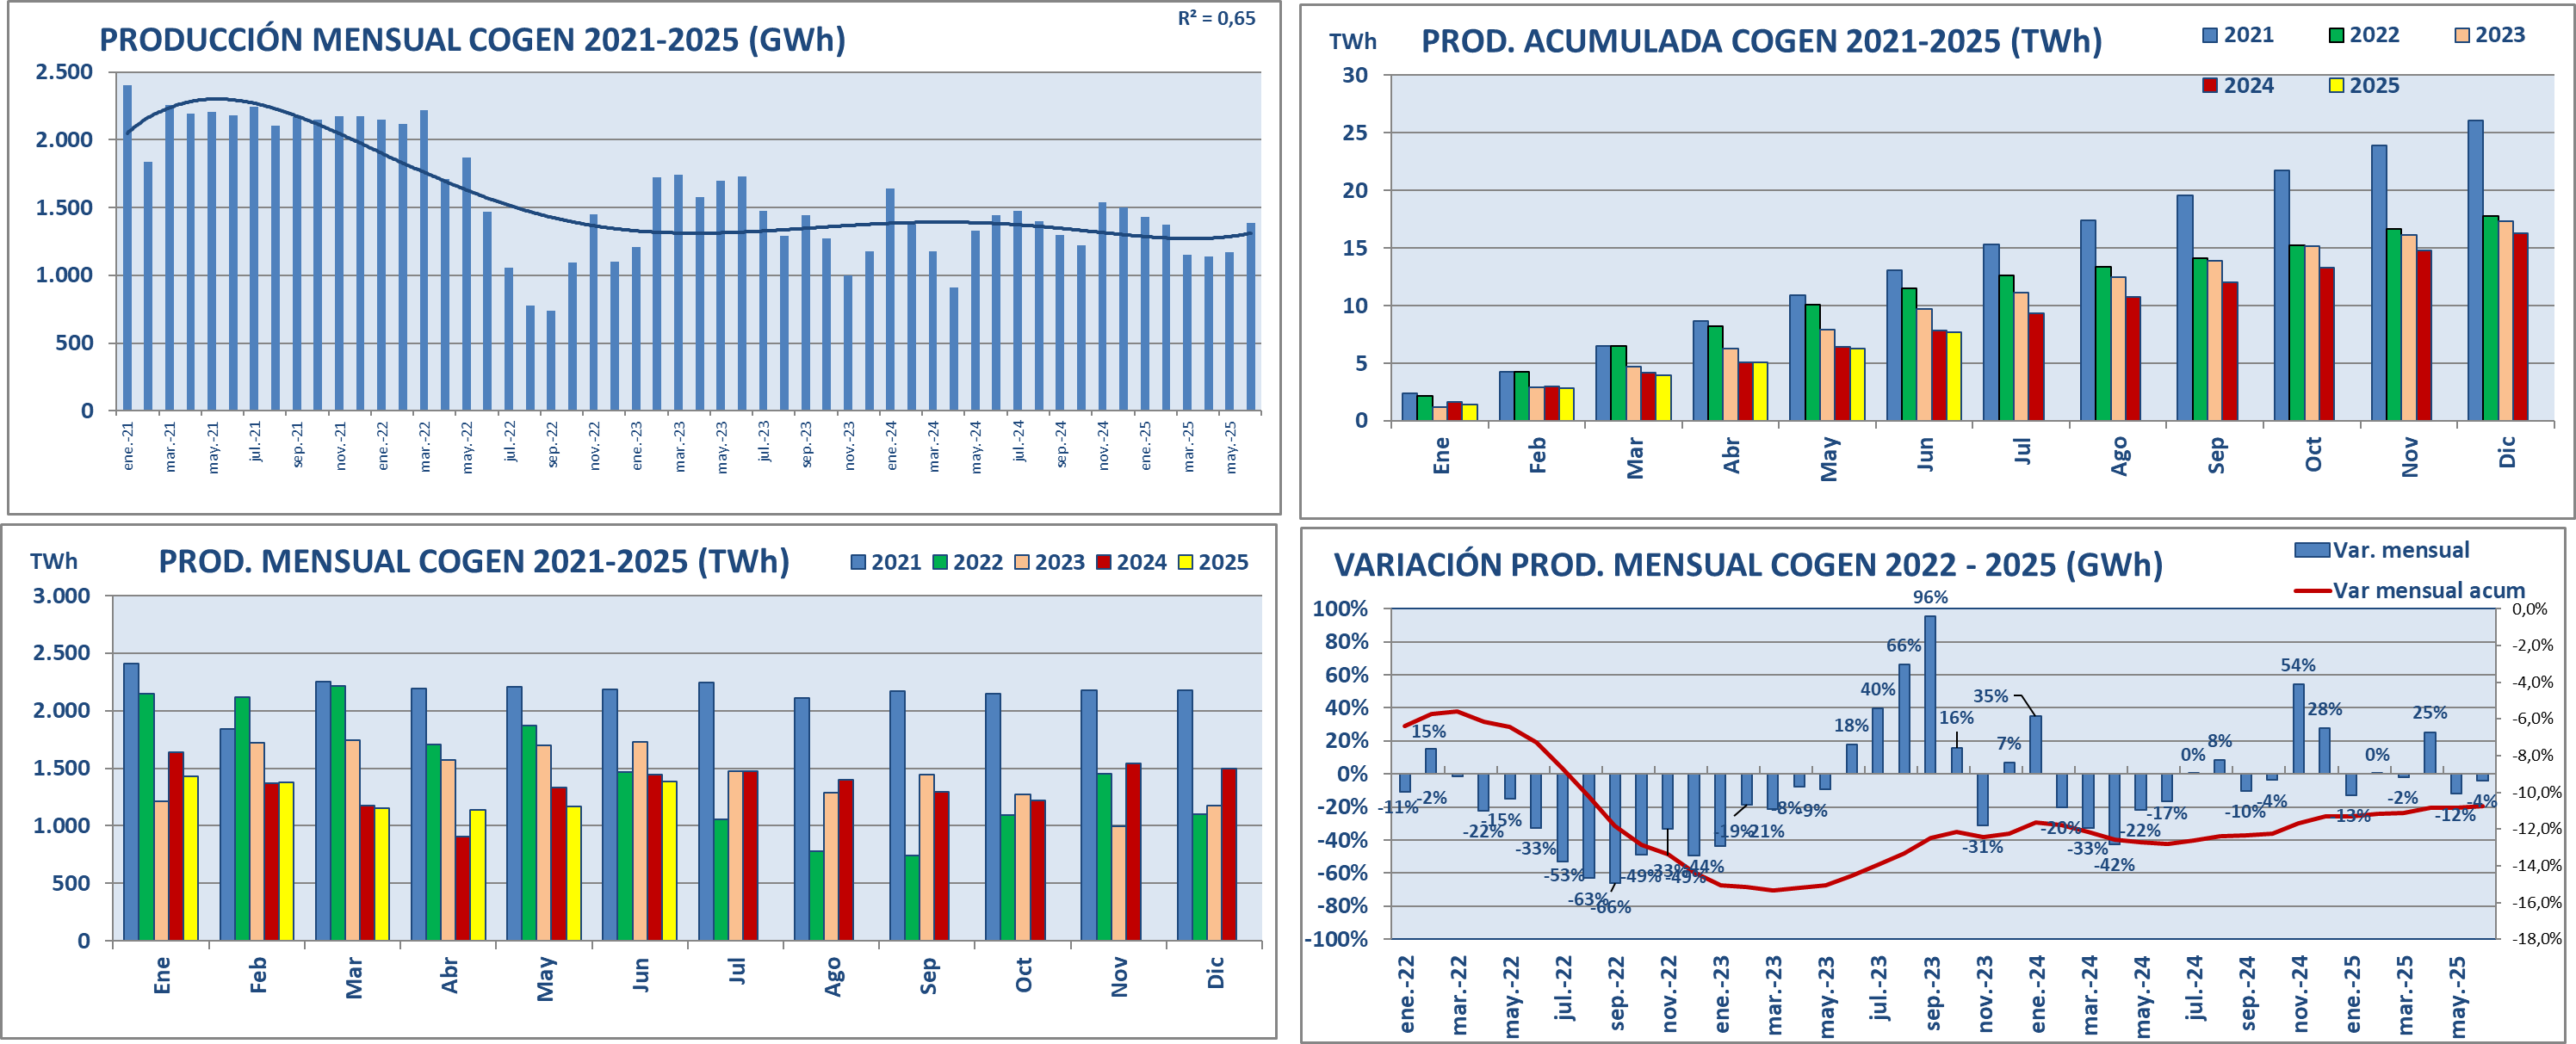 R² = 0,65
PRODUCCIÓN MENSUAL COGEN 2021-2025 (GWh)
2.500
2.000
1.500
1.000
500
0
ene.-21
mar.-21
may.-21
jul.-21
sep.-21
nov.-21
ene.-22
mar.-22
may.-22
jul.-22
sep.-22
nov.-22
ene.-23
mar.-23
may.-23
jul.-23
sep.-23
nov.-23
ene.-24
mar.-24
may.-24
jul.-24
sep.-24
nov.-24
ene.-25
mar.-25
may.-25
TWh
PROD. ACUMULADA COGEN 2021-2025 (TWh)
2021
2022
2023
2024
2025
30
25
20
15
10
5
0
Ene
Feb
Mar
Abr
May
Jun
Jul
Ago
Sep
Oct
Nov
Dic
TWh
PROD. MENSUAL COGEN 2021-2025 (TWh)
2021
2022
2023
2024
2025
3.000
2.500
2.000
1.500
1.000
500
0
Ene
Feb
Mar
Abr
May
Jun
Jul
Ago
Sep
Oct
Nov
Dic
VARIACIÓN PROD. MENSUAL COGEN 2022 - 2025 (GWh)
Var. mensual
Var mensual acum
100%
80%
60%
40%
20%
0%
-20%
-40%
-60%
-80%
-100%
-11%
15%
-2%
-22%
-15%
-33%
-53%
-63%
-66%
-49%
-33%
-49%
-44%
-19%
-21%
-8%
-9%
18%
40%
66%
96%
16%
-31%
7%
35%
-20%
-33%
-42%
-22%
-17%
0%
8%
-10%
-4%
54%
28%
-13%
0%
-2%
25%
-12%
-4%
0,0%
-2,0%
-4,0%
-6,0%
-8,0%
-10,0%
-12,0%
-14,0%
-16,0%
-18,0%
ene.-22
mar.-22
may.-22
jul.-22
sep.-22
nov.-22
ene.-23
mar.-23
may.-23
jul.-23
sep.-23
nov.-23
ene.-24
mar.-24
may.-24
jul.-24
sep.-24
nov.-24
ene.-25
mar.-25
may.-25